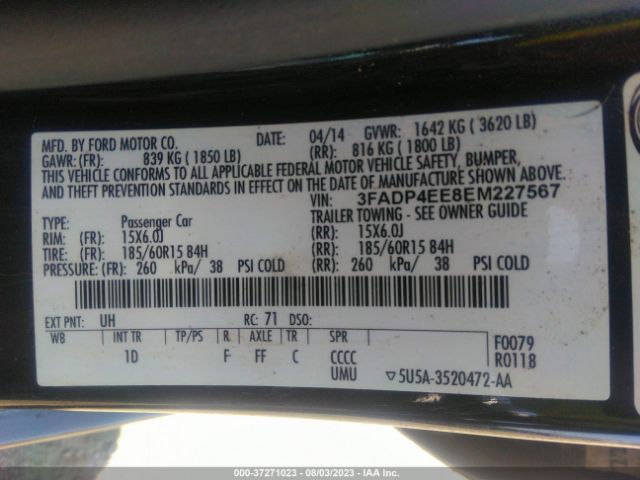 MFD. BY FORD MOTOR CO. DATE: 04/14 GVWR: 1642 KG ( 3620 LB)
GAWR: (FR): 839 KG ( 1850 LB) (RR): 816 KG ( 1800 LB)
THIS VEHICLE CONFORMS TO ALL APPLICABLE FEDERAL MOTOR VEHICLE SAFETY, BUMPER,
AND THEFT PREVENTION STANDARDS IN EFFECT ON THE DATE OF MANUFACTURE SHOWN ABOVE.
VIN: 3FADP4EE8EM227567
TYPE: Passenger Car TRAILER TOWING - SEE OWNER GUIDE
RIM: (FR): 15X6.0J (RR): 15X6.0J
TIRE: (FR): 185/60R15 84H (RR): 185/60R15 84H
PRESSURE: (FR): 260 kPa/ 38 PSI COLD (RR): 260 kPa/ 38 PSI COLD
EXT PNT: UH RC: 71 DSO:
WB INT TR TP/PS R AXLE TR SPR F0079
1D F FF C CCCC R0118
UMU ▽5U5A-3520472-AA
000-37271023 - 08/03/2023 - IAA Inc.